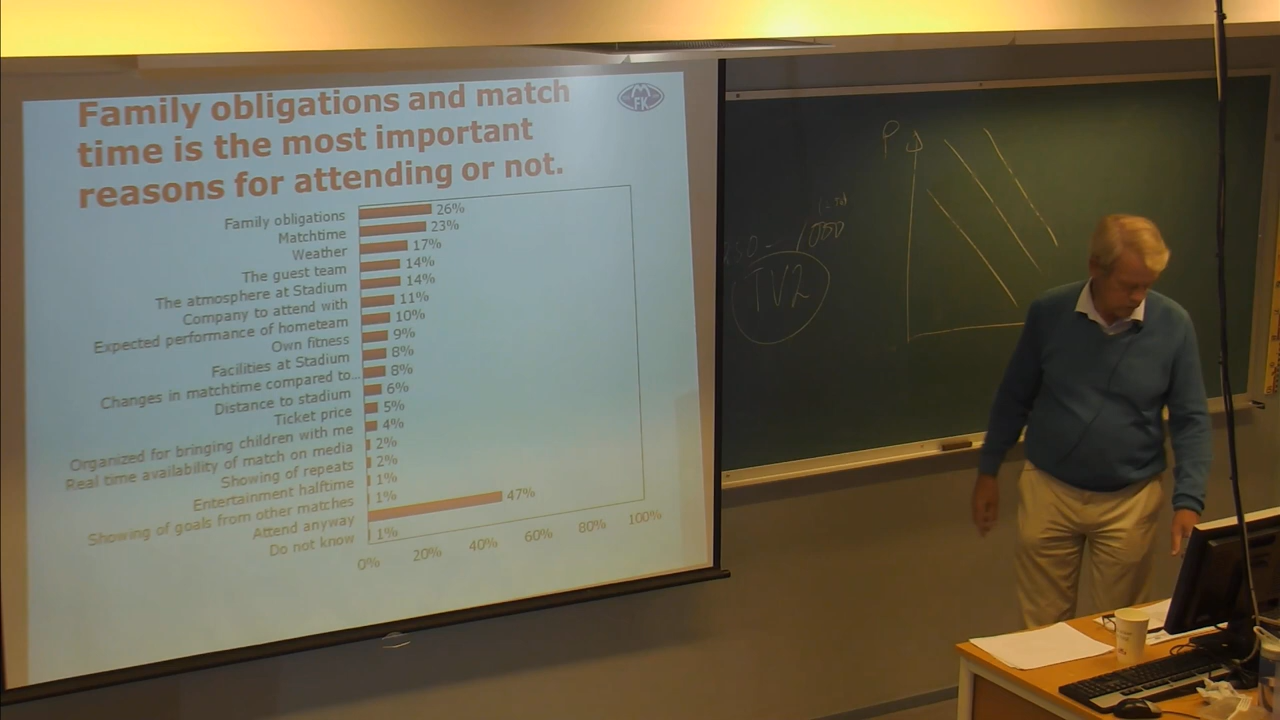 Family obligations and match
time is the most important
reasons for attending or not.
MFK
Family obligations 26%
Matchtime 23%
Weather 17%
The guest team 14%
The atmosphere at Stadium 14%
Company to attend with 11%
Expected performance of hometeam 10%
Own fitness 9%
Facilities at Stadium 8%
Changes in matchtime compared to... 8%
Distance to stadium 6%
Ticket price 5%
Organized for bringing children with me 4%
Real time availability of match on media 2%
Showing of repeats 2%
Entertainment halftime 1%
Showing of goals from other matches 1%
Attend anyway 47%
Do not know 1%
0% 20% 40% 60% 80% 100%
P
TV2